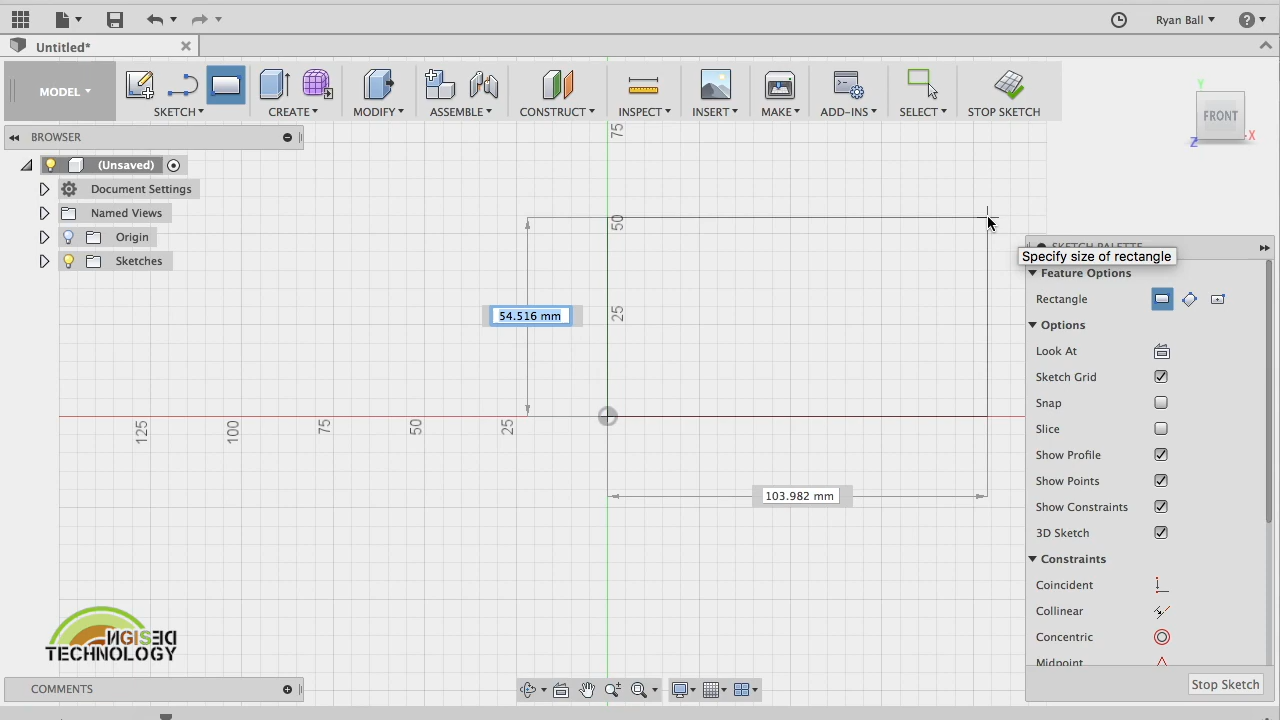 Ryan Ball
Untitled*
MODEL
SKETCH
CREATE
MODIFY
ASSEMBLE
CONSTRUCT
INSPECT
INSERT
MAKE
ADD-INS
SELECT
STOP SKETCH
FRONT
Y
X
Z
BROWSER
(Unsaved)
Document Settings
Named Views
Origin
Sketches
75
50
25
54.516 mm
125
100
75
50
25
103.982 mm
SKETCH PALETTE
Specify size of rectangle
Feature Options
Rectangle
Options
Look At
Sketch Grid
Snap
Slice
Show Profile
Show Points
Show Constraints
3D Sketch
Constraints
Coincident
Collinear
Concentric
Midpoint
Stop Sketch
DESIGN
TECHNOLOGY
COMMENTS